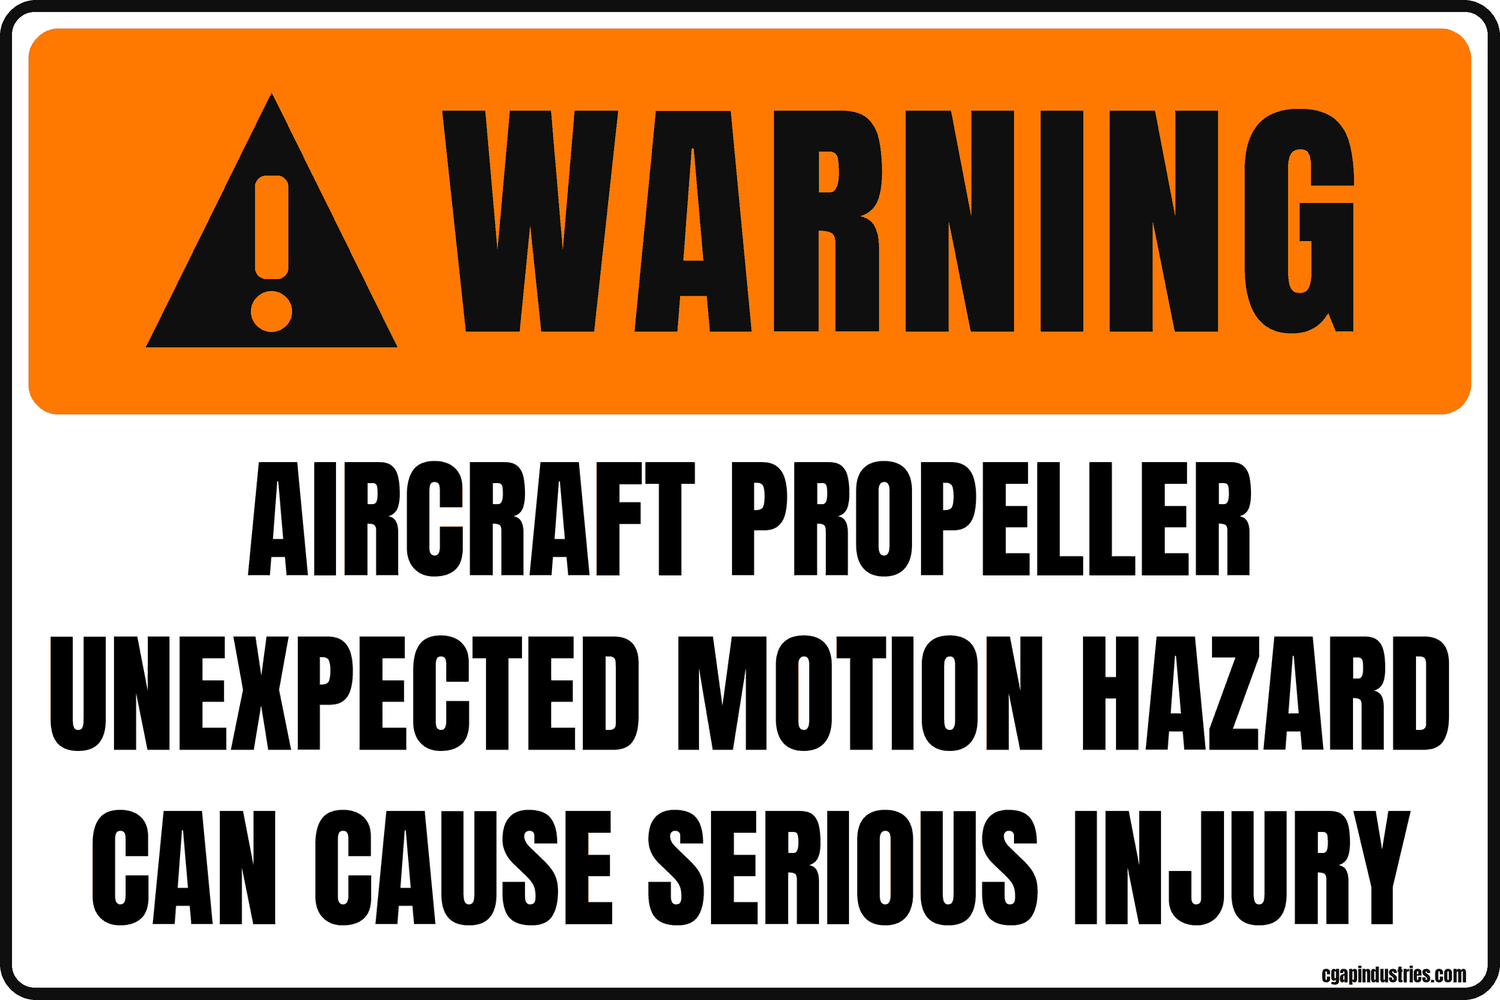 WARNING
AIRCRAFT PROPELLER
UNEXPECTED MOTION HAZARD
CAN CAUSE SERIOUS INJURY
cgapindustries.com